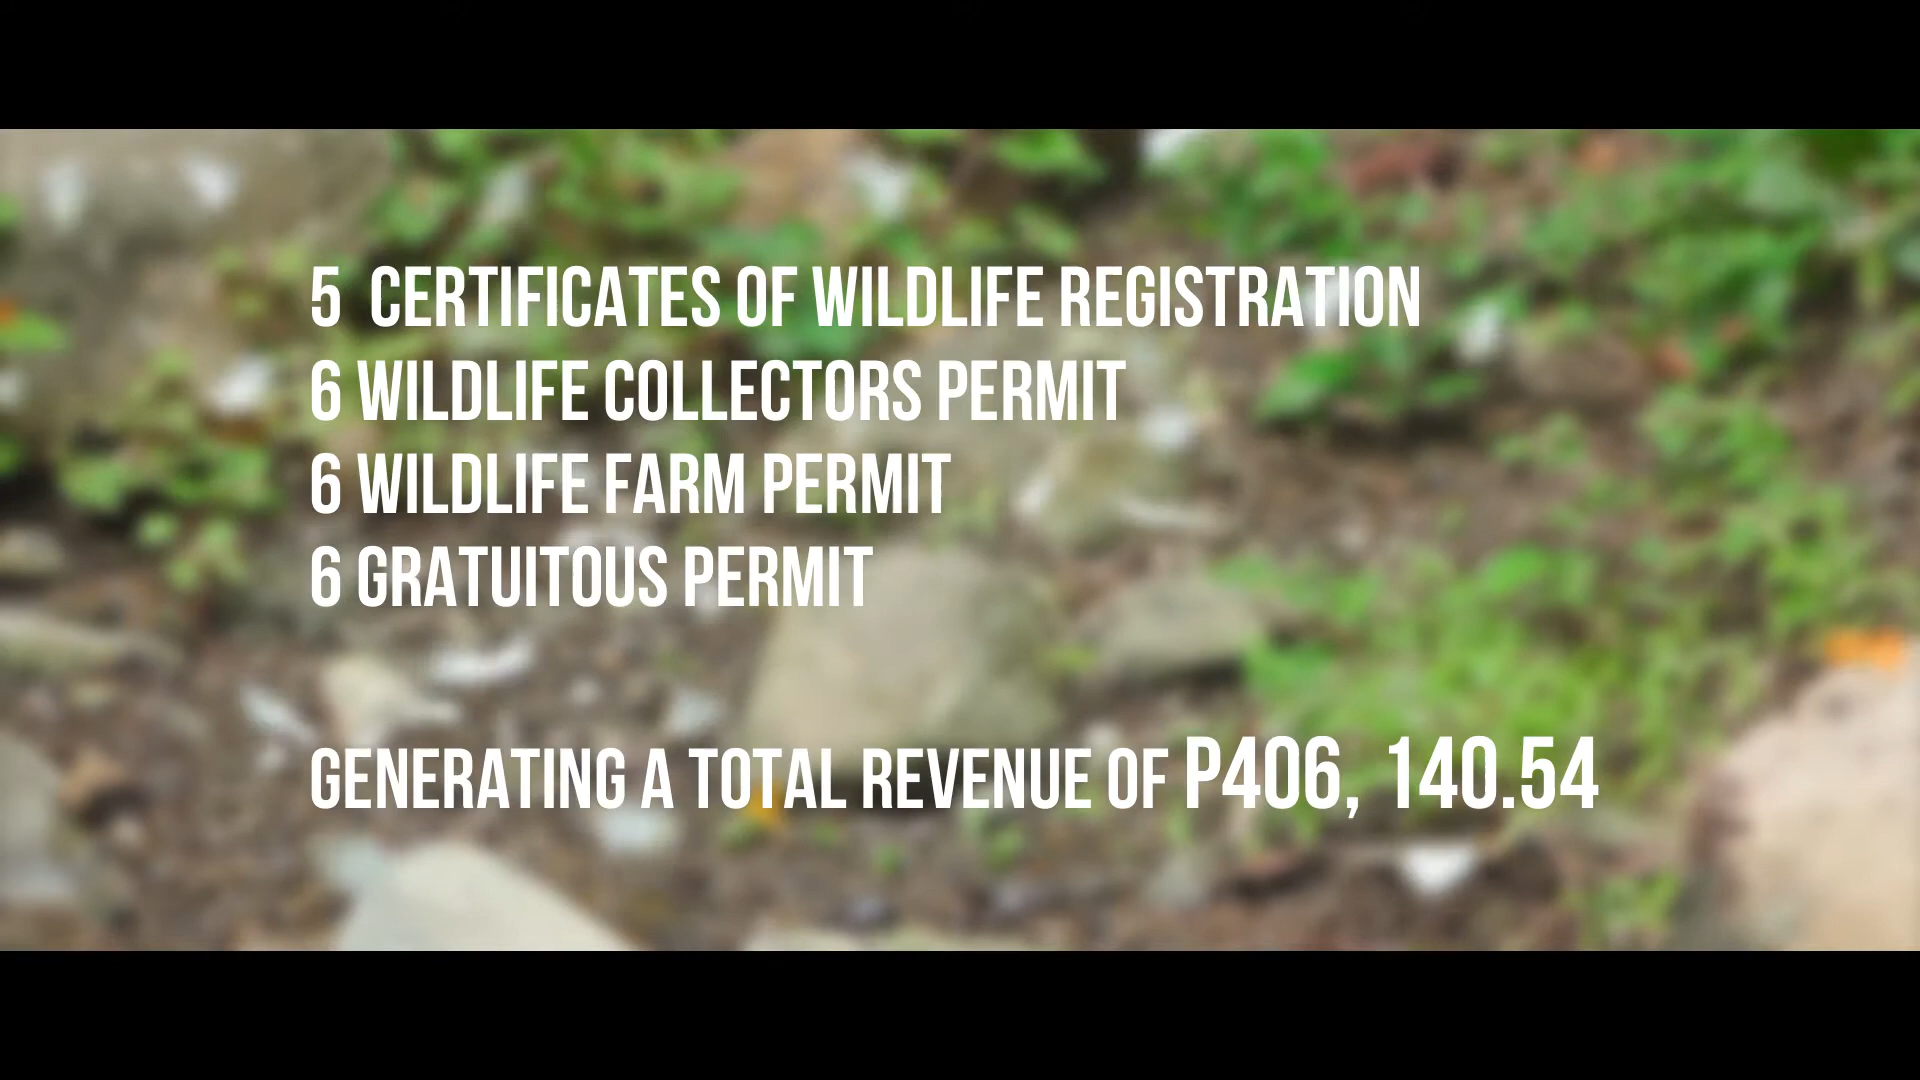 5 CERTIFICATES OF WILDLIFE REGISTRATION
6 WILDLIFE COLLECTORS PERMIT
6 WILDLIFE FARM PERMIT
6 GRATUITOUS PERMIT
GENERATING A TOTAL REVENUE OF P406, 140.54